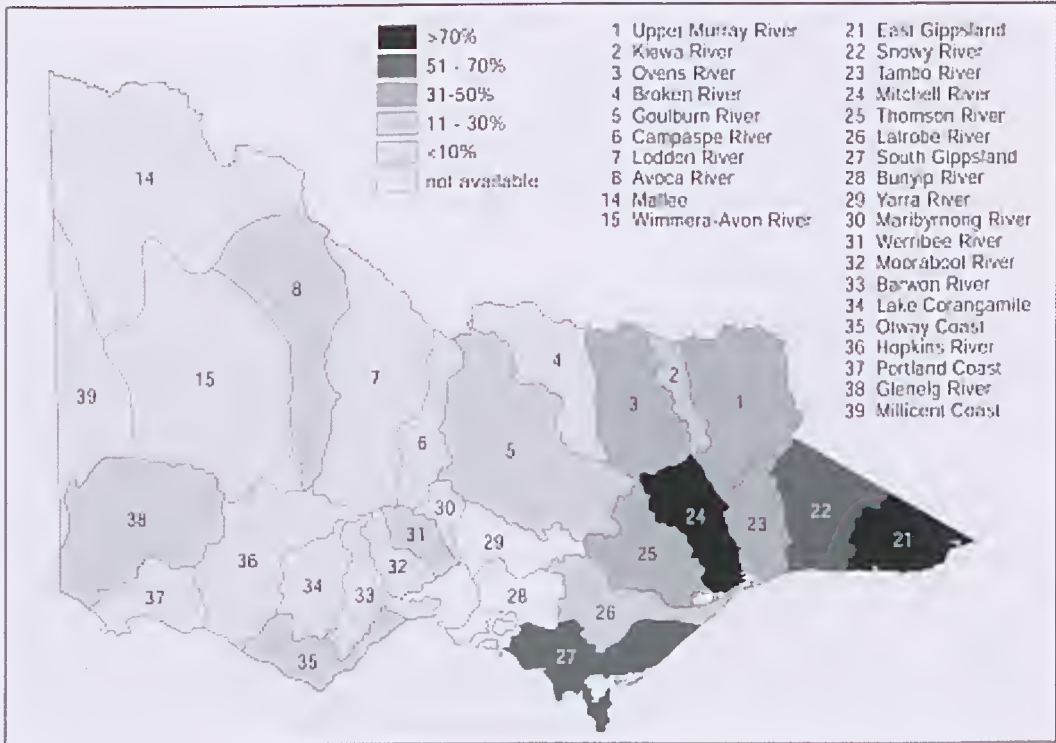 >70%
51 - 70%
31-50%
11 - 30%
<10%
not available
1 Upper Murray River
2 Kiewa River
3 Ovens River
4 Broken River
5 Goulburn River
6 Campaspe River
7 Loddon River
8 Avoca River
14 Mallee
15 Wimmera-Avon River
21 East Gippsland
22 Snowy River
23 Tambo River
24 Mitchell River
25 Thomson River
26 Latrobe River
27 South Gippsland
28 Bunyip River
29 Yarra River
30 Maribyrnong River
31 Werribee River
32 Moorabool River
33 Barwon River
34 Lake Corangamite
35 Otway Coast
36 Hopkins River
37 Portland Coast
38 Glenelg River
39 Millicent Coast
14
8
15
7
39
4
2
3
1
6
5
38
30
24
22
21
23
31
29
25
36
32
34
33
28
37
26
35
27